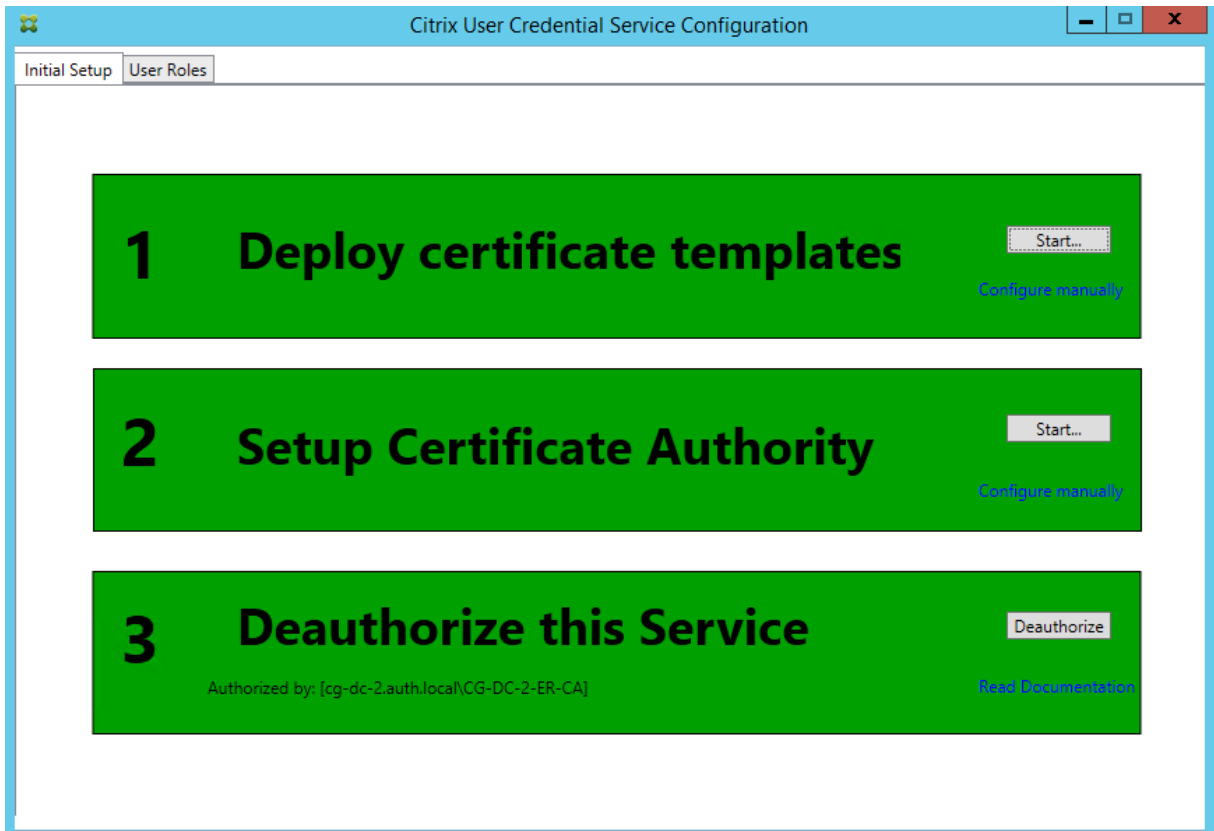 Citrix User Credential Service Configuration
Initial Setup User Roles
1 Deploy certificate templates Start...
Configure manually
2 Setup Certificate Authority Start...
Configure manually
3 Deauthorize this Service Deauthorize
Authorized by: [cg-dc-2.auth.local\CG-DC-2-ER-CA] Read Documentation